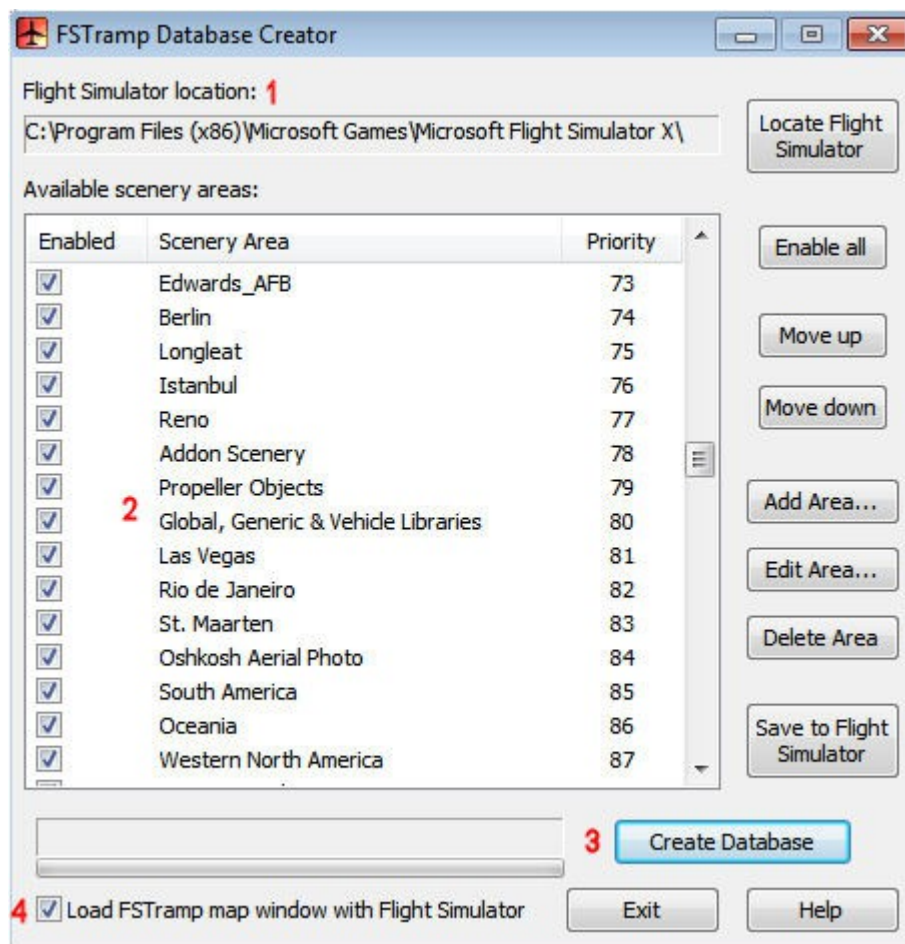 FSTramp Database Creator
Flight Simulator location: 1
C:\Program Files (x86)\Microsoft Games\Microsoft Flight Simulator X\
Locate Flight
Simulator
Available scenery areas:
Enabled Scenery Area Priority
Edwards_AFB 73
Berlin 74
Longleat 75
Istanbul 76
Reno 77
Addon Scenery 78
Propeller Objects 79
2
Global, Generic & Vehicle Libraries 80
Las Vegas 81
Rio de Janeiro 82
St. Maarten 83
Oshkosh Aerial Photo 84
South America 85
Oceania 86
Western North America 87
Enable all
Move up
Move down
Add Area...
Edit Area...
Delete Area
Save to Flight
Simulator
3 Create Database
4 Load FSTramp map window with Flight Simulator
Exit
Help